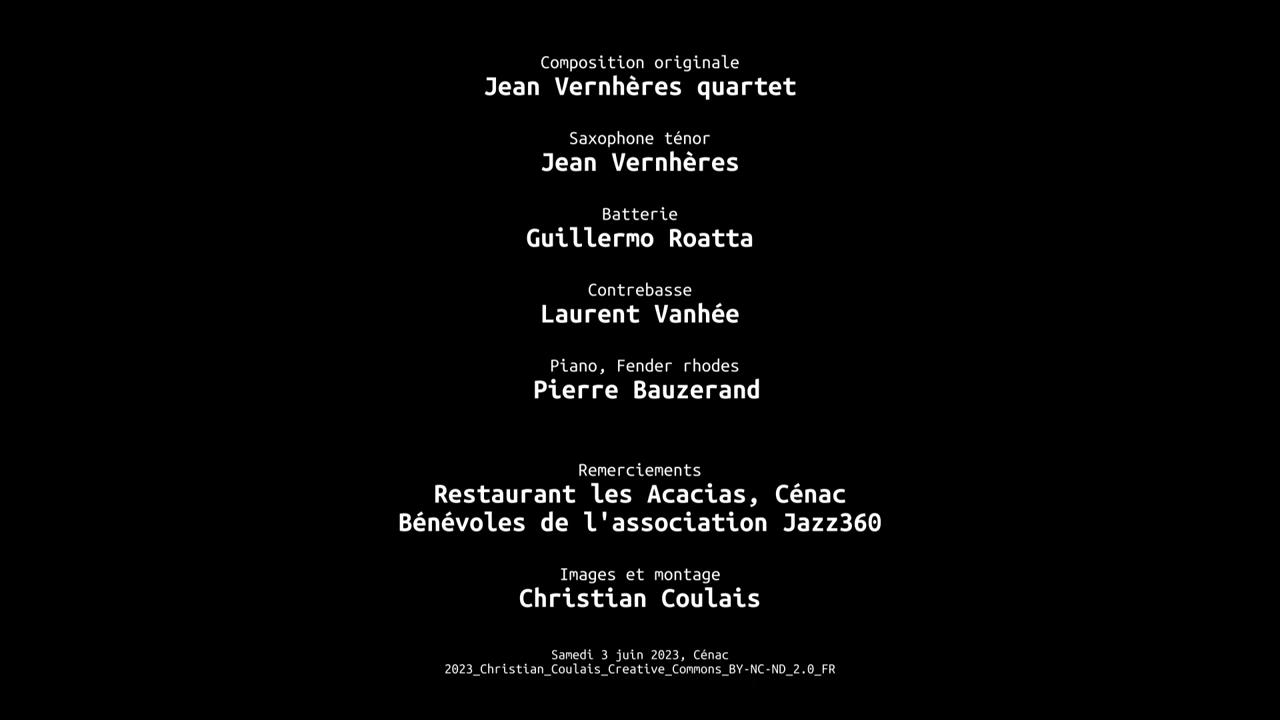 Composition originale
Jean Vernhères quartet
Saxophone ténor
Jean Vernhères
Batterie
Guillermo Roatta
Contrebasse
Laurent Vanhée
Piano, Fender rhodes
Pierre Bauzerand
Remerciements
Restaurant les Acacias, Cénac
Bénévoles de l'association Jazz360
Images et montage
Christian Coulais
Samedi 3 juin 2023, Cénac
2023_Christian_Coulais_Creative_Commons_BY-NC-ND_2.0_FR